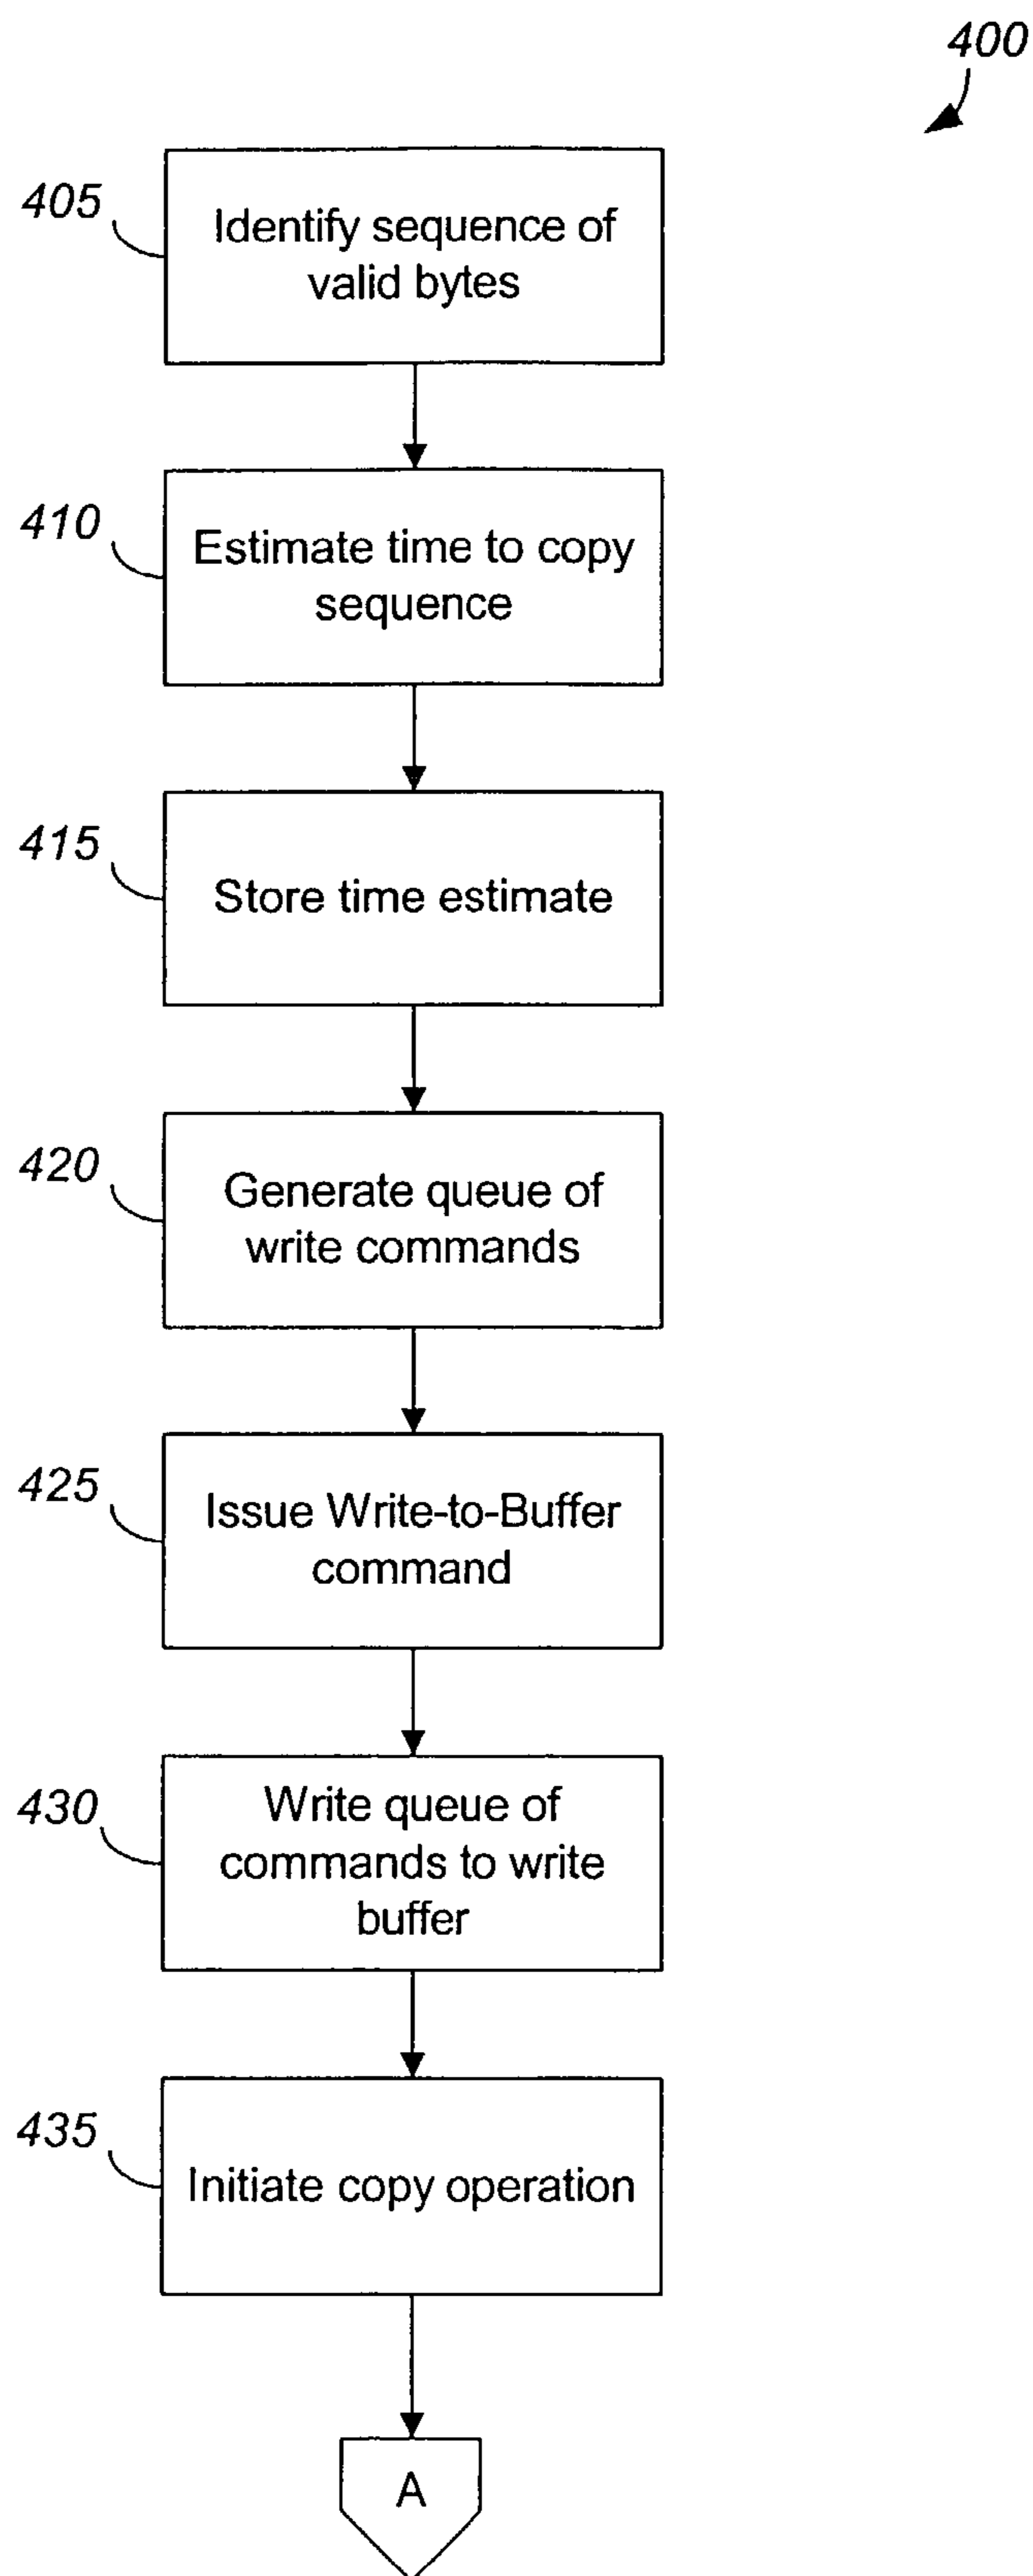 400
405
Identify sequence of
valid bytes
410
Estimate time to copy
sequence
415
Store time estimate
420
Generate queue of
write commands
425
Issue Write-to-Buffer
command
430
Write queue of
commands to write
buffer
435
Initiate copy operation
A